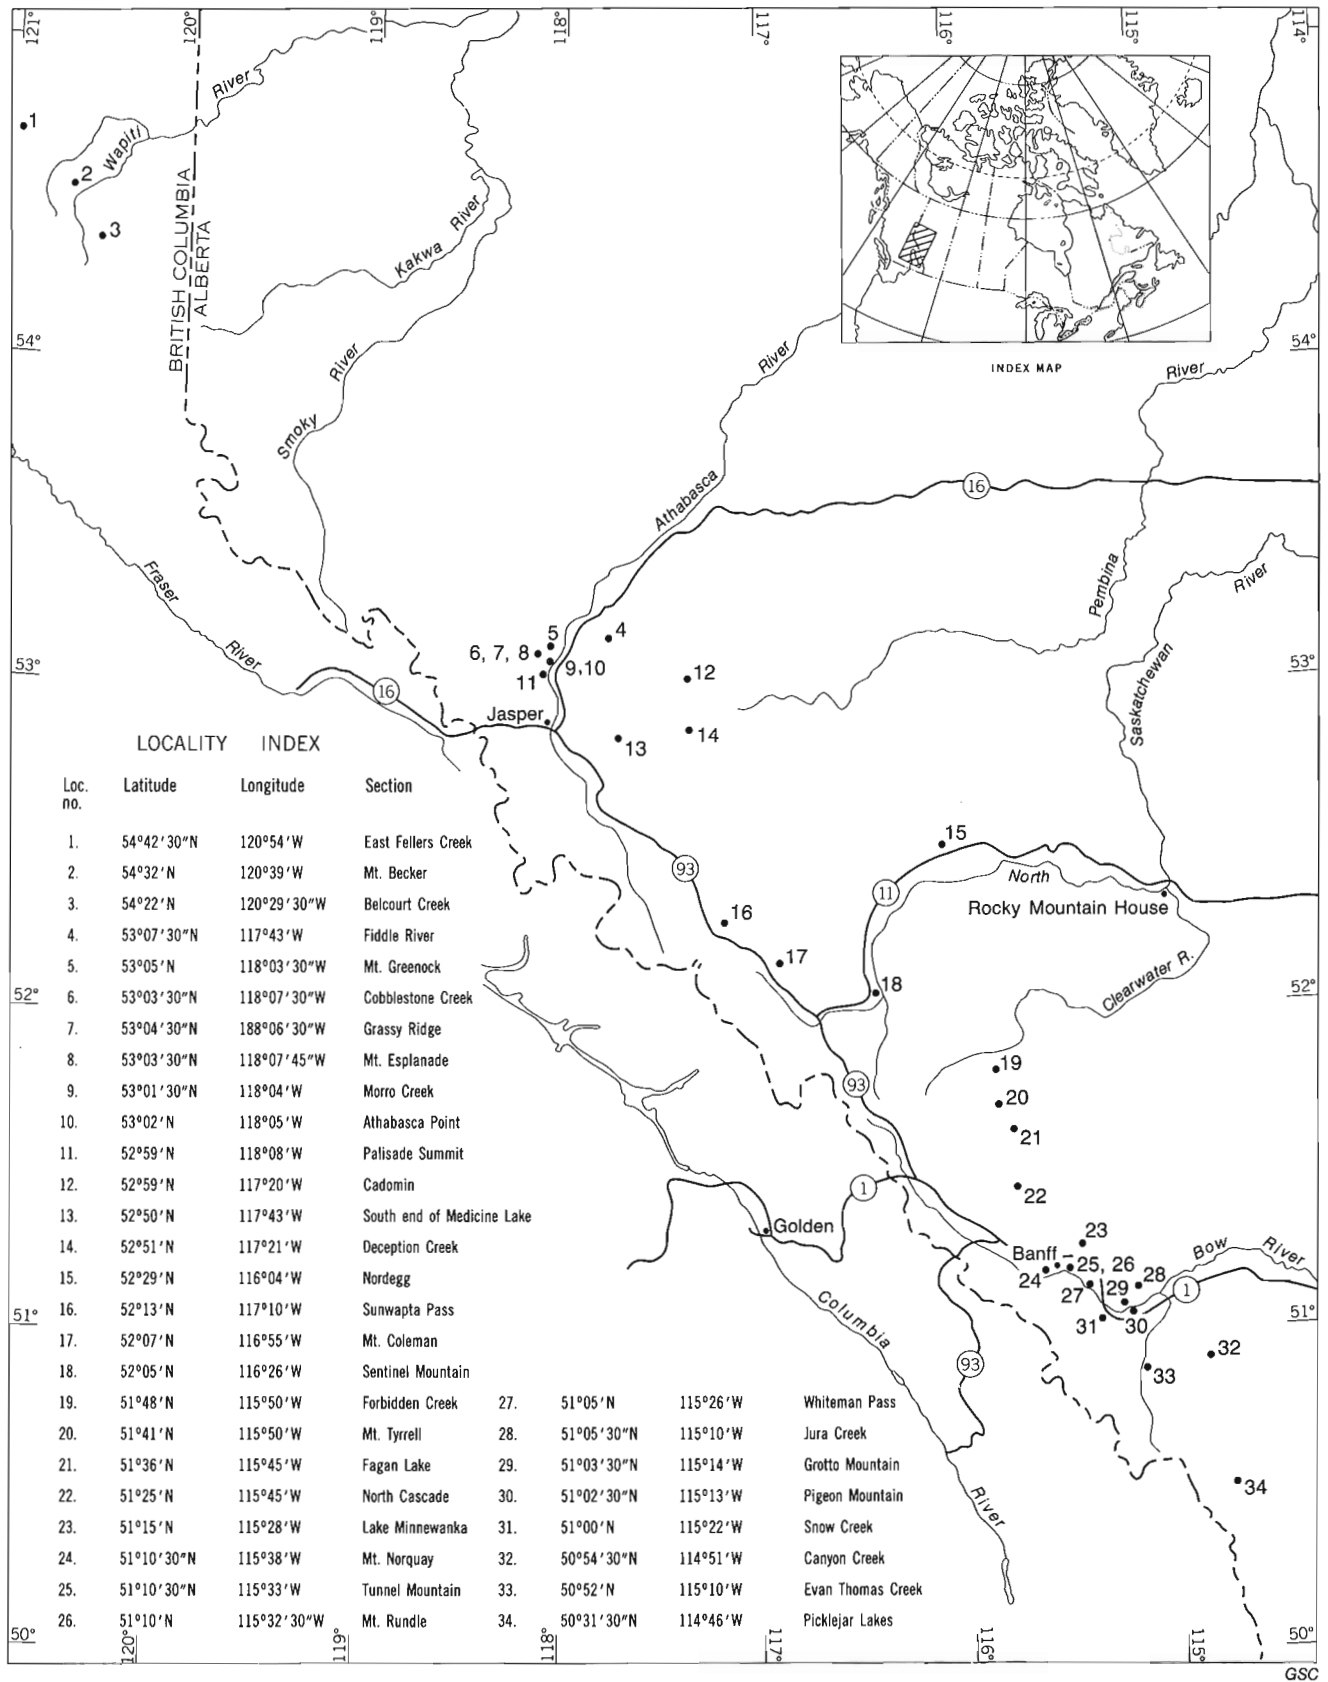 121°
120°
119°
118°
117°
116°
115°
114°
1
River
Wapiti
2
3
BRITISH COLUMBIA
ALBERTA
Kakwa River
INDEX MAP
54°
54°
River
River
River
Smoky
16
Athabasca
Fraser
River
Pembina
River
Saskatchewan
53°
53°
5
4
6, 7, 8
9,10
11
12
16
Jasper
13
14
LOCALITY INDEX
Loc. no. Latitude Longitude Section
1. 54°42'30"N 120°54'W East Fellers Creek
2. 54°32'N 120°39'W Mt. Becker
3. 54°22'N 120°29'30"W Belcourt Creek
4. 53°07'30"N 117°43'W Fiddle River
5. 53°05'N 118°03'30"W Mt. Greenock
6. 53°03'30"N 118°07'30"W Cobblestone Creek
7. 53°04'30"N 188°06'30"W Grassy Ridge
8. 53°03'30"N 118°07'45"W Mt. Esplanade
9. 53°01'30"N 118°04'W Morro Creek
10. 53°02'N 118°05'W Athabasca Point
11. 52°59'N 118°08'W Palisade Summit
12. 52°59'N 117°20'W Cadomin
13. 52°50'N 117°43'W South end of Medicine Lake
14. 52°51'N 117°21'W Deception Creek
15. 52°29'N 116°04'W Nordegg
16. 52°13'N 117°10'W Sunwapta Pass
17. 52°07'N 116°55'W Mt. Coleman
18. 52°05'N 116°26'W Sentinel Mountain
19. 51°48'N 115°50'W Forbidden Creek
20. 51°41'N 115°50'W Mt. Tyrrell
21. 51°36'N 115°45'W Fagan Lake
22. 51°25'N 115°45'W North Cascade
23. 51°15'N 115°28'W Lake Minnewanka
24. 51°10'30"N 115°38'W Mt. Norquay
25. 51°10'30"N 115°33'W Tunnel Mountain
26. 51°10'N 115°32'30"W Mt. Rundle
27. 51°05'N 115°26'W Whiteman Pass
28. 51°05'30"N 115°10'W Jura Creek
29. 51°03'30"N 115°14'W Grotto Mountain
30. 51°02'30"N 115°13'W Pigeon Mountain
31. 51°00'N 115°22'W Snow Creek
32. 50°54'30"N 114°51'W Canyon Creek
33. 50°52'N 115°10'W Evan Thomas Creek
34. 50°31'30"N 114°46'W Picklejar Lakes
15
93
11
North
Rocky Mountain House
16
17
18
Clearwater R.
52°
52°
19
93
20
21
22
1
Golden
23
Banff
25, 26
24
27
28
29
30
31
Bow River
1
51°
51°
Columbia
93
32
33
34
River
50°
50°
120°
119°
118°
117°
116°
115°
GSC